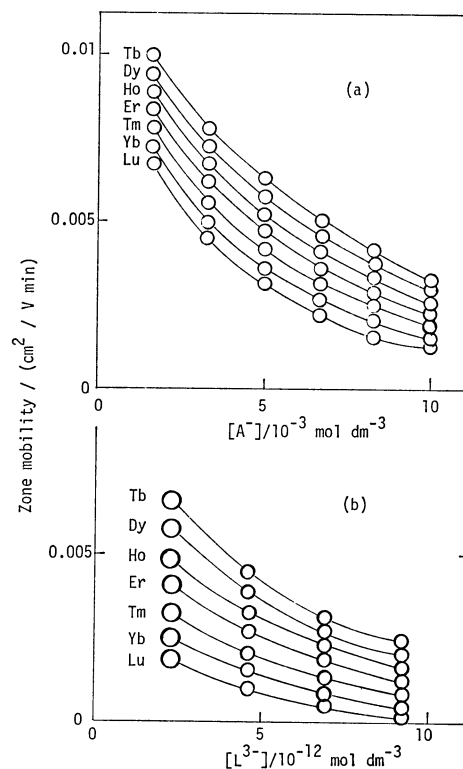 0.01
Tb
Dy
Ho
Er
Tm
Yb
Lu
(a)
0.005
0
0 5 10
[A⁻]/10⁻³ mol dm⁻³
Zone mobility / (cm² / V min)
Tb
Dy
Ho
Er
Tm
Yb
Lu
(b)
0.005
0
0 5 10
[L³⁻]/10⁻¹² mol dm⁻³